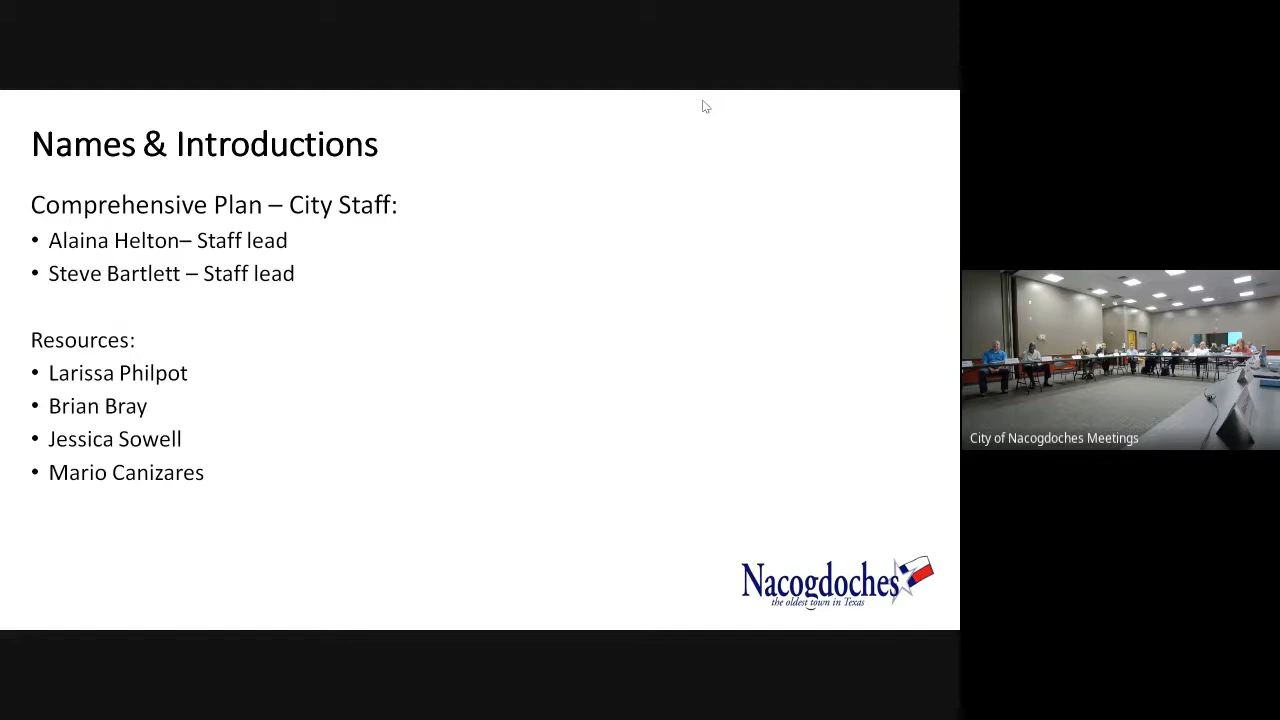 Names & Introductions
Comprehensive Plan – City Staff:
• Alaina Helton– Staff lead
• Steve Bartlett – Staff lead
Resources:
• Larissa Philpot
• Brian Bray
• Jessica Sowell
• Mario Canizares
Nacogdoches
the oldest town in Texas
City of Nacogdoches Meetings